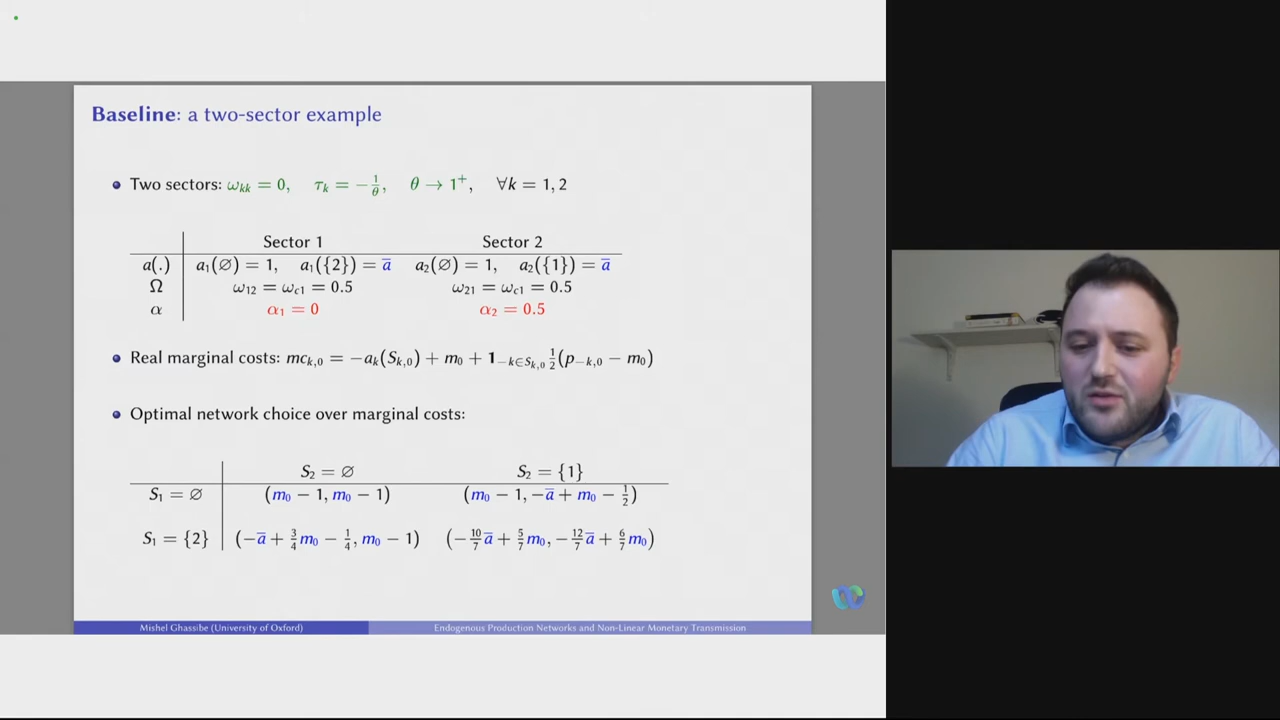 Baseline: a two-sector example
Two sectors: ω_kk = 0, τ_k = −1/θ, θ → 1⁺, ∀k = 1, 2
Sector 1 Sector 2
a(.) a₁(∅) = 1, a₁({2}) = a̅ a₂(∅) = 1, a₂({1}) = a̅
Ω ω₁₂ = ω_c1 = 0.5 ω₂₁ = ω_c1 = 0.5
α α₁ = 0 α₂ = 0.5
Real marginal costs: mc_k,0 = −a_k(S_k,0) + m₀ + 1_{−k∈S_k,0} ½(p_−k,0 − m₀)
Optimal network choice over marginal costs:
S₂ = ∅ S₂ = {1}
S₁ = ∅ (m₀ − 1, m₀ − 1) (m₀ − 1, −a̅ + m₀ − ½)
S₁ = {2} (−a̅ + ¾m₀ − ¼, m₀ − 1) (−10/7 a̅ + 5/7 m₀, −12/7 a̅ + 6/7 m₀)
Mishel Ghassibe (University of Oxford) Endogenous Production Networks and Non-Linear Monetary Transmission